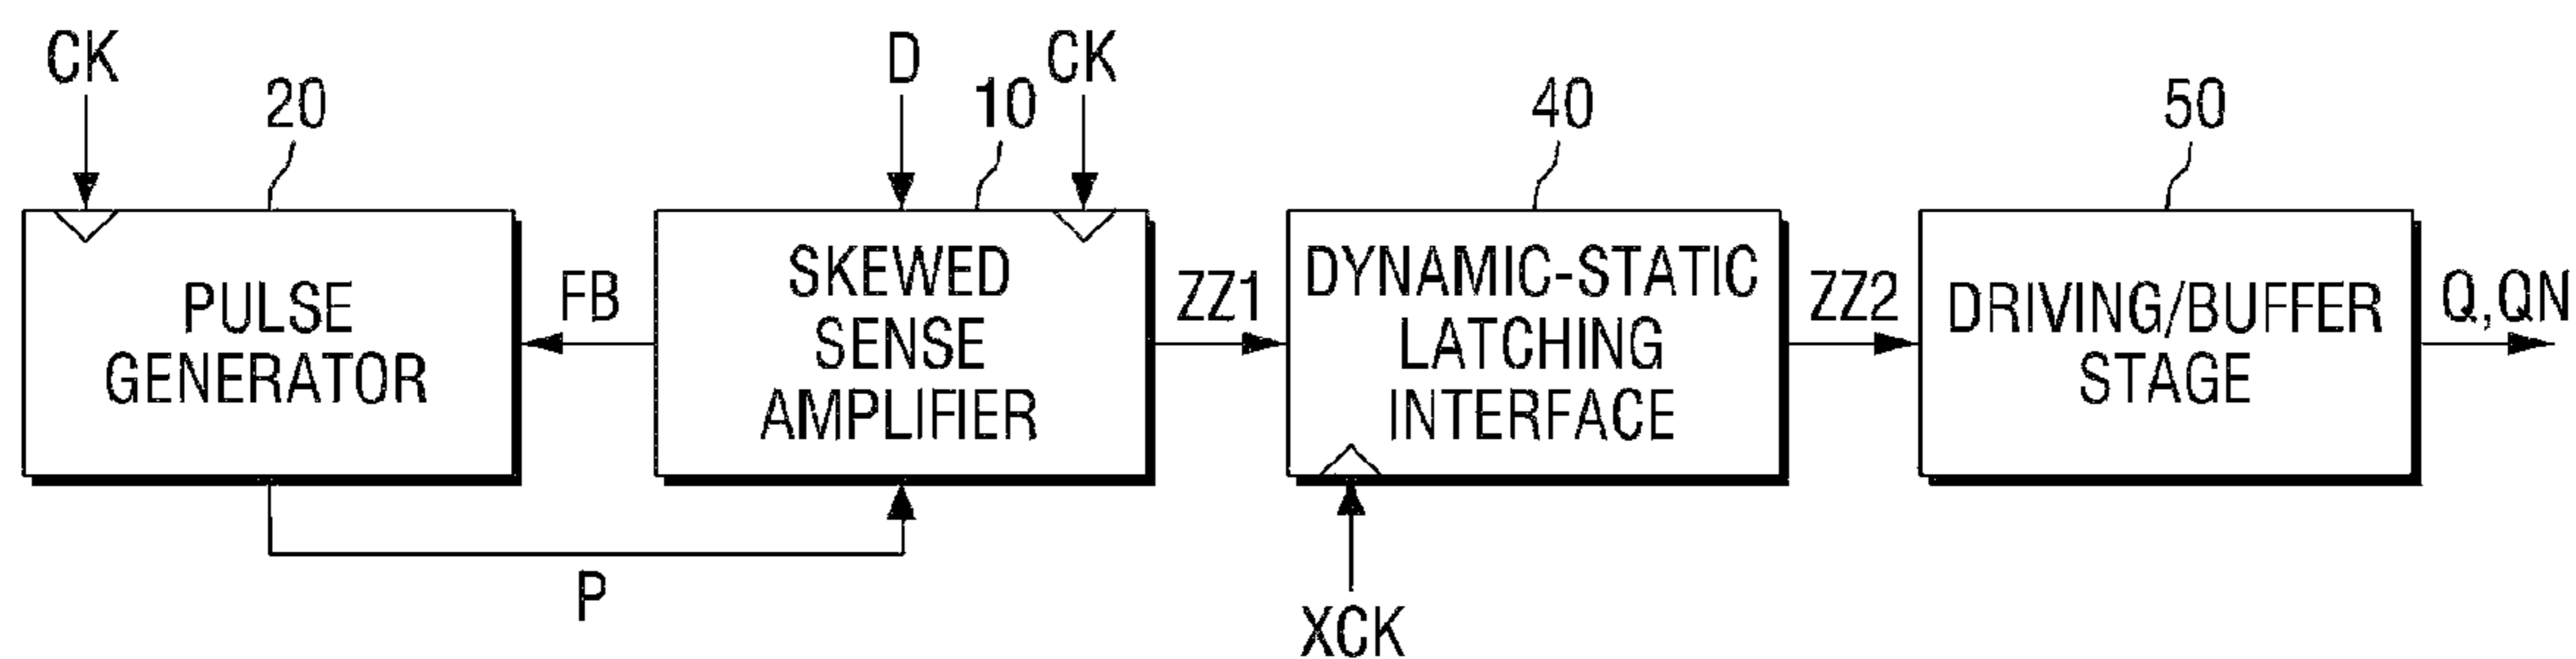 CK
20
D
10
CK
40
50
PULSE
GENERATOR
FB
SKEWED
SENSE
AMPLIFIER
ZZ1
DYNAMIC-STATIC
LATCHING
INTERFACE
ZZ2
DRIVING/BUFFER
STAGE
Q,QN
P
XCK